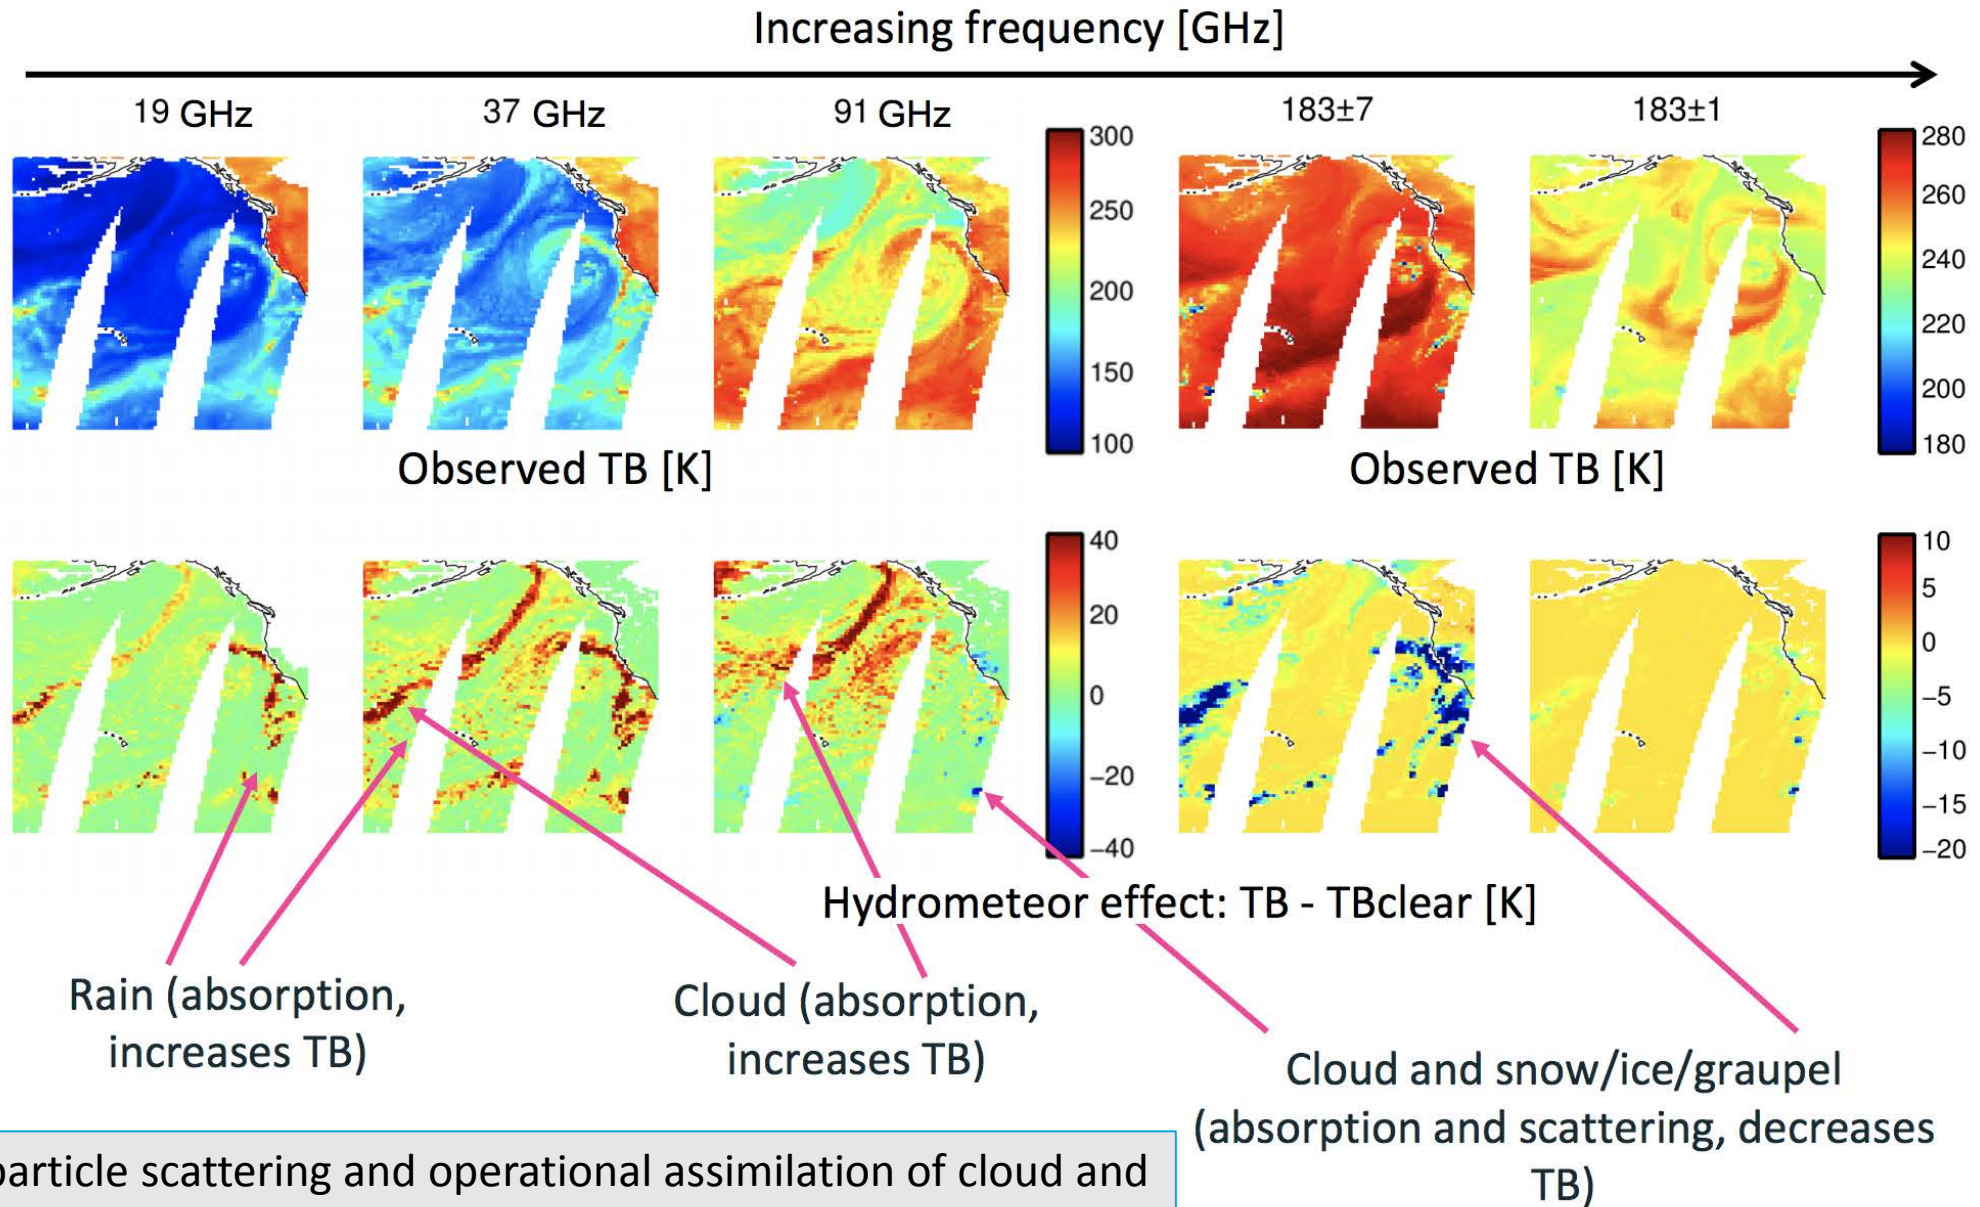 Increasing frequency [GHz]
19 GHz
37 GHz
91 GHz
183±7
183±1
300
250
200
150
100
280
260
240
220
200
180
Observed TB [K]
Observed TB [K]
40
20
0
−20
−40
10
5
0
−5
−10
−15
−20
Hydrometeor effect: TB - TBclear [K]
Rain (absorption,
increases TB)
Cloud (absorption,
increases TB)
Cloud and snow/ice/graupel
(absorption and scattering, decreases
TB)
particle scattering and operational assimilation of cloud and